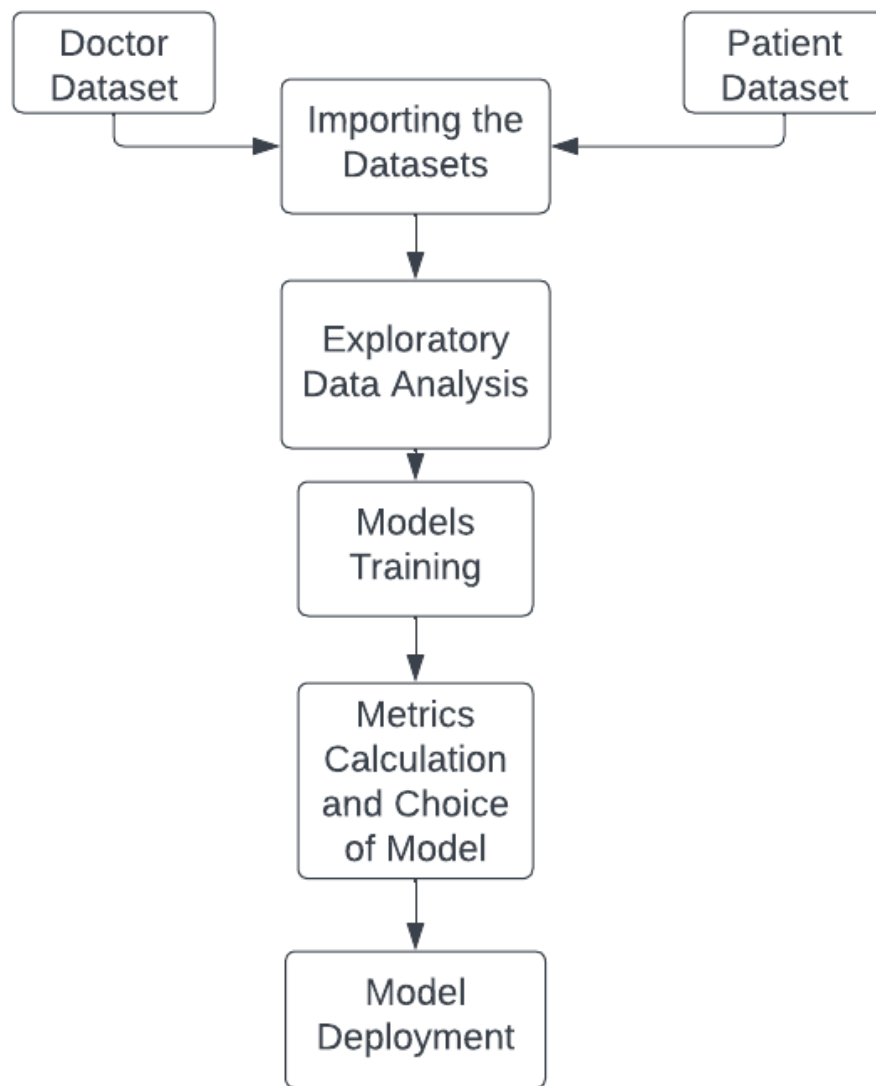 Doctor
Dataset
Patient
Dataset
Importing the
Datasets
Exploratory
Data Analysis
Models
Training
Metrics
Calculation
and Choice
of Model
Model
Deployment